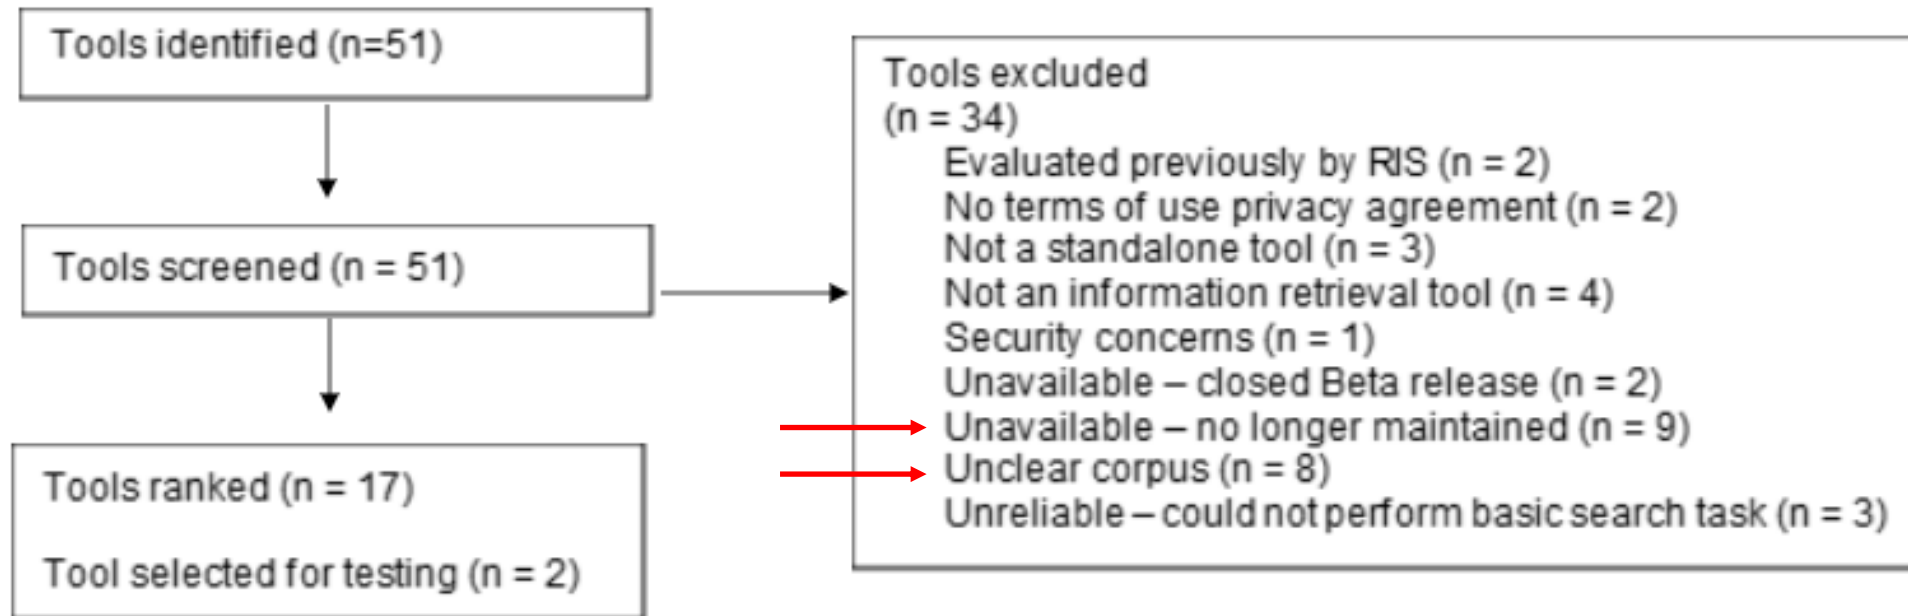 Tools identified (n=51)
Tools screened (n = 51)
Tools ranked (n = 17)
Tool selected for testing (n = 2)
Tools excluded
(n = 34)
Evaluated previously by RIS (n = 2)
No terms of use privacy agreement (n = 2)
Not a standalone tool (n = 3)
Not an information retrieval tool (n = 4)
Security concerns (n = 1)
Unavailable – closed Beta release (n = 2)
Unavailable – no longer maintained (n = 9)
Unclear corpus (n = 8)
Unreliable – could not perform basic search task (n = 3)